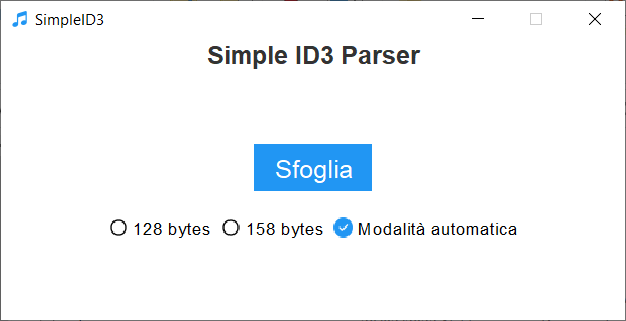 SimpleID3
Simple ID3 Parser
Sfoglia
128 bytes 158 bytes Modalità automatica